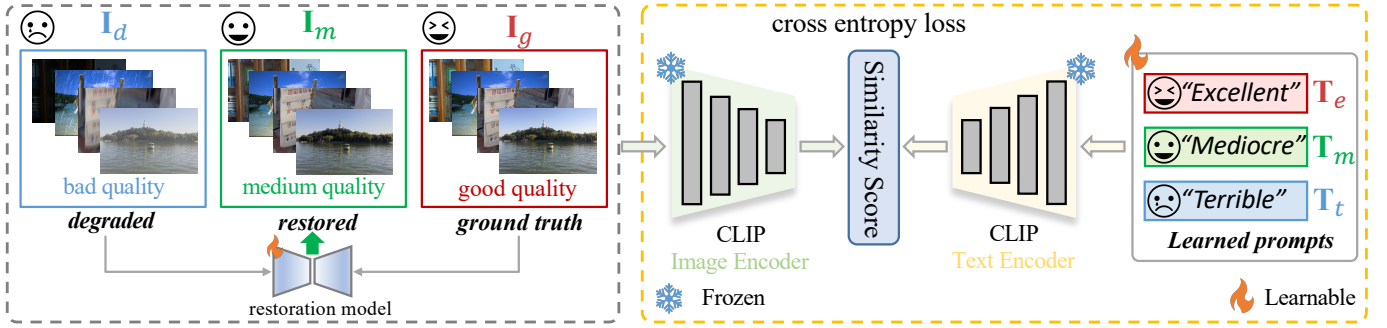 I_d
I_m
I_g
bad quality
medium quality
good quality
degraded
restored
ground truth
restoration model
cross entropy loss
CLIP
Image Encoder
Similarity Score
CLIP
Text Encoder
“Excellent” T_e
“Mediocre” T_m
“Terrible” T_t
Learned prompts
Frozen
Learnable